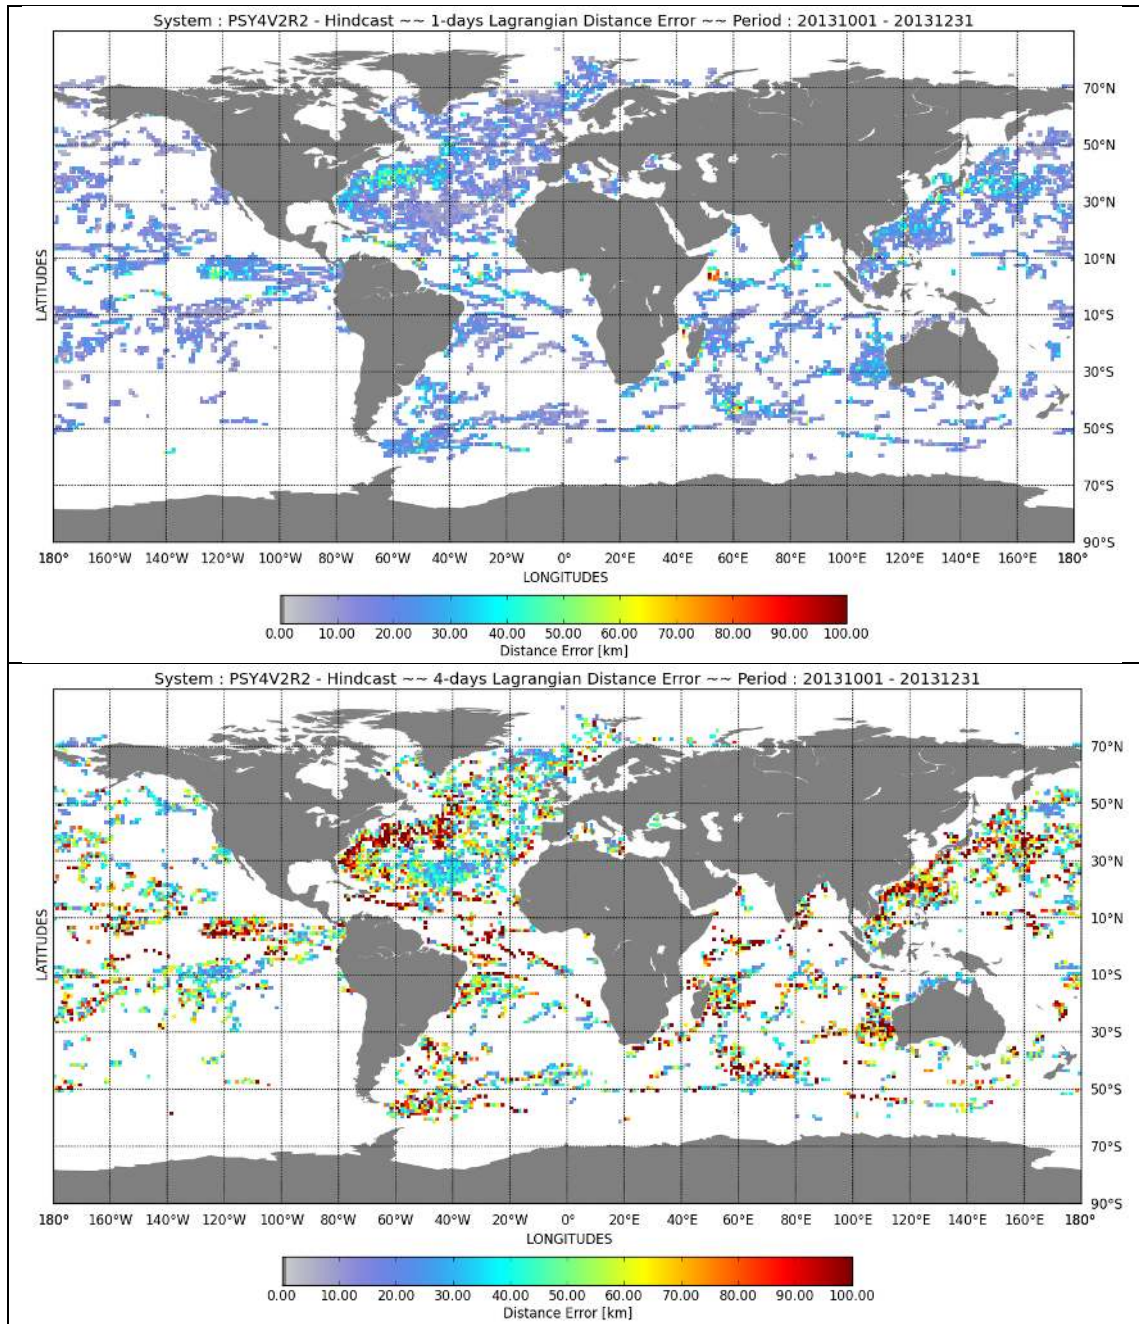 System : PSY4V2R2 - Hindcast ~~ 1-days Lagrangian Distance Error ~~ Period : 20131001 - 20131231
70°N
50°N
30°N
10°N
10°S
30°S
50°S
70°S
90°S
LATITUDES
180° 160°W 140°W 120°W 100°W 80°W 60°W 40°W 20°W 0° 20°E 40°E 60°E 80°E 100°E 120°E 140°E 160°E 180°
LONGITUDES
0.00 10.00 20.00 30.00 40.00 50.00 60.00 70.00 80.00 90.00 100.00
Distance Error [km]
System : PSY4V2R2 - Hindcast ~~ 4-days Lagrangian Distance Error ~~ Period : 20131001 - 20131231
70°N
50°N
30°N
10°N
10°S
30°S
50°S
70°S
90°S
LATITUDES
180° 160°W 140°W 120°W 100°W 80°W 60°W 40°W 20°W 0° 20°E 40°E 60°E 80°E 100°E 120°E 140°E 160°E 180°
LONGITUDES
0.00 10.00 20.00 30.00 40.00 50.00 60.00 70.00 80.00 90.00 100.00
Distance Error [km]